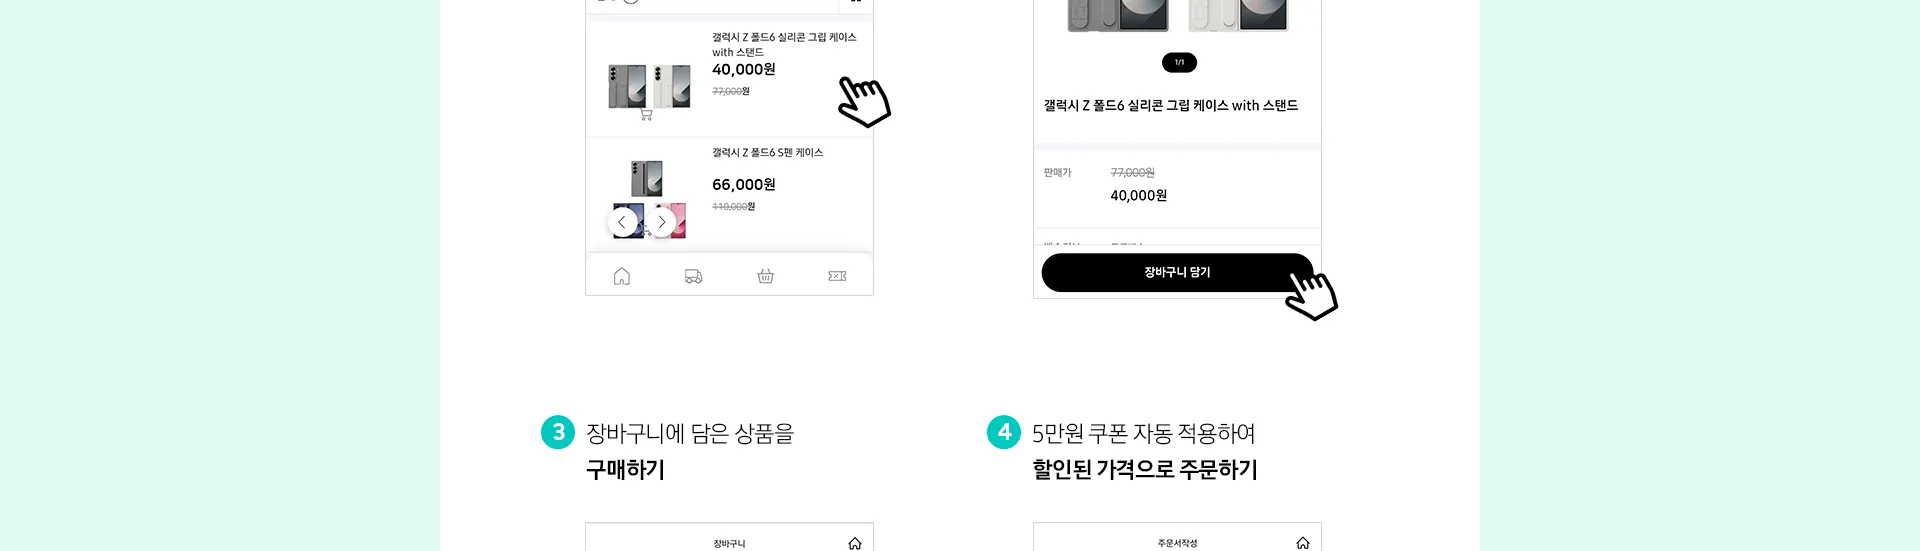 갤럭시 Z 폴드6 실리콘 그립 케이스
with 스탠드
40,000원
77,000원
갤럭시 Z 폴드6 S펜 케이스
66,000원
110,000원
1/1
갤럭시 Z 폴드6 실리콘 그립 케이스 with 스탠드
판매가
77,000원
40,000원
장바구니 담기
3 장바구니에 담은 상품을
구매하기
4 5만원 쿠폰 자동 적용하여
할인된 가격으로 주문하기
장바구니
주문서작성